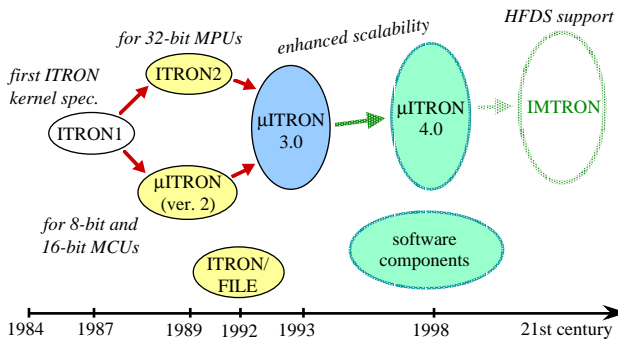 HFDS support
for 32-bit MPUs
enhanced scalability
first ITRON
kernel spec.
ITRON2
ITRON1
μITRON
3.0
μITRON
4.0
IMTRON
μITRON
(ver. 2)
for 8-bit and
16-bit MCUs
software
components
ITRON/
FILE
1984 1987 1989 1992 1993 1998 21st century